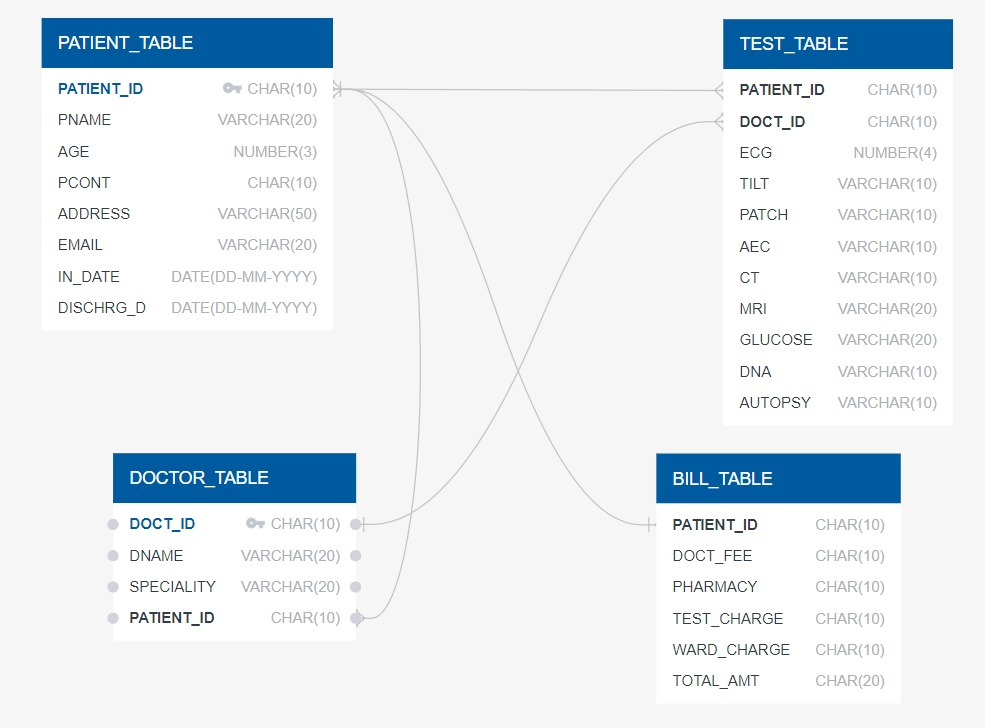 PATIENT_TABLE
PATIENT_ID CHAR(10)
PNAME VARCHAR(20)
AGE NUMBER(3)
PCONT CHAR(10)
ADDRESS VARCHAR(50)
EMAIL VARCHAR(20)
IN_DATE DATE(DD-MM-YYYY)
DISCHRG_D DATE(DD-MM-YYYY)
TEST_TABLE
PATIENT_ID CHAR(10)
DOCT_ID CHAR(10)
ECG NUMBER(4)
TILT VARCHAR(10)
PATCH VARCHAR(10)
AEC VARCHAR(10)
CT VARCHAR(10)
MRI VARCHAR(20)
GLUCOSE VARCHAR(20)
DNA VARCHAR(10)
AUTOPSY VARCHAR(10)
DOCTOR_TABLE
DOCT_ID CHAR(10)
DNAME VARCHAR(20)
SPECIALITY VARCHAR(20)
PATIENT_ID CHAR(10)
BILL_TABLE
PATIENT_ID CHAR(10)
DOCT_FEE CHAR(10)
PHARMACY CHAR(10)
TEST_CHARGE CHAR(10)
WARD_CHARGE CHAR(10)
TOTAL_AMT CHAR(20)